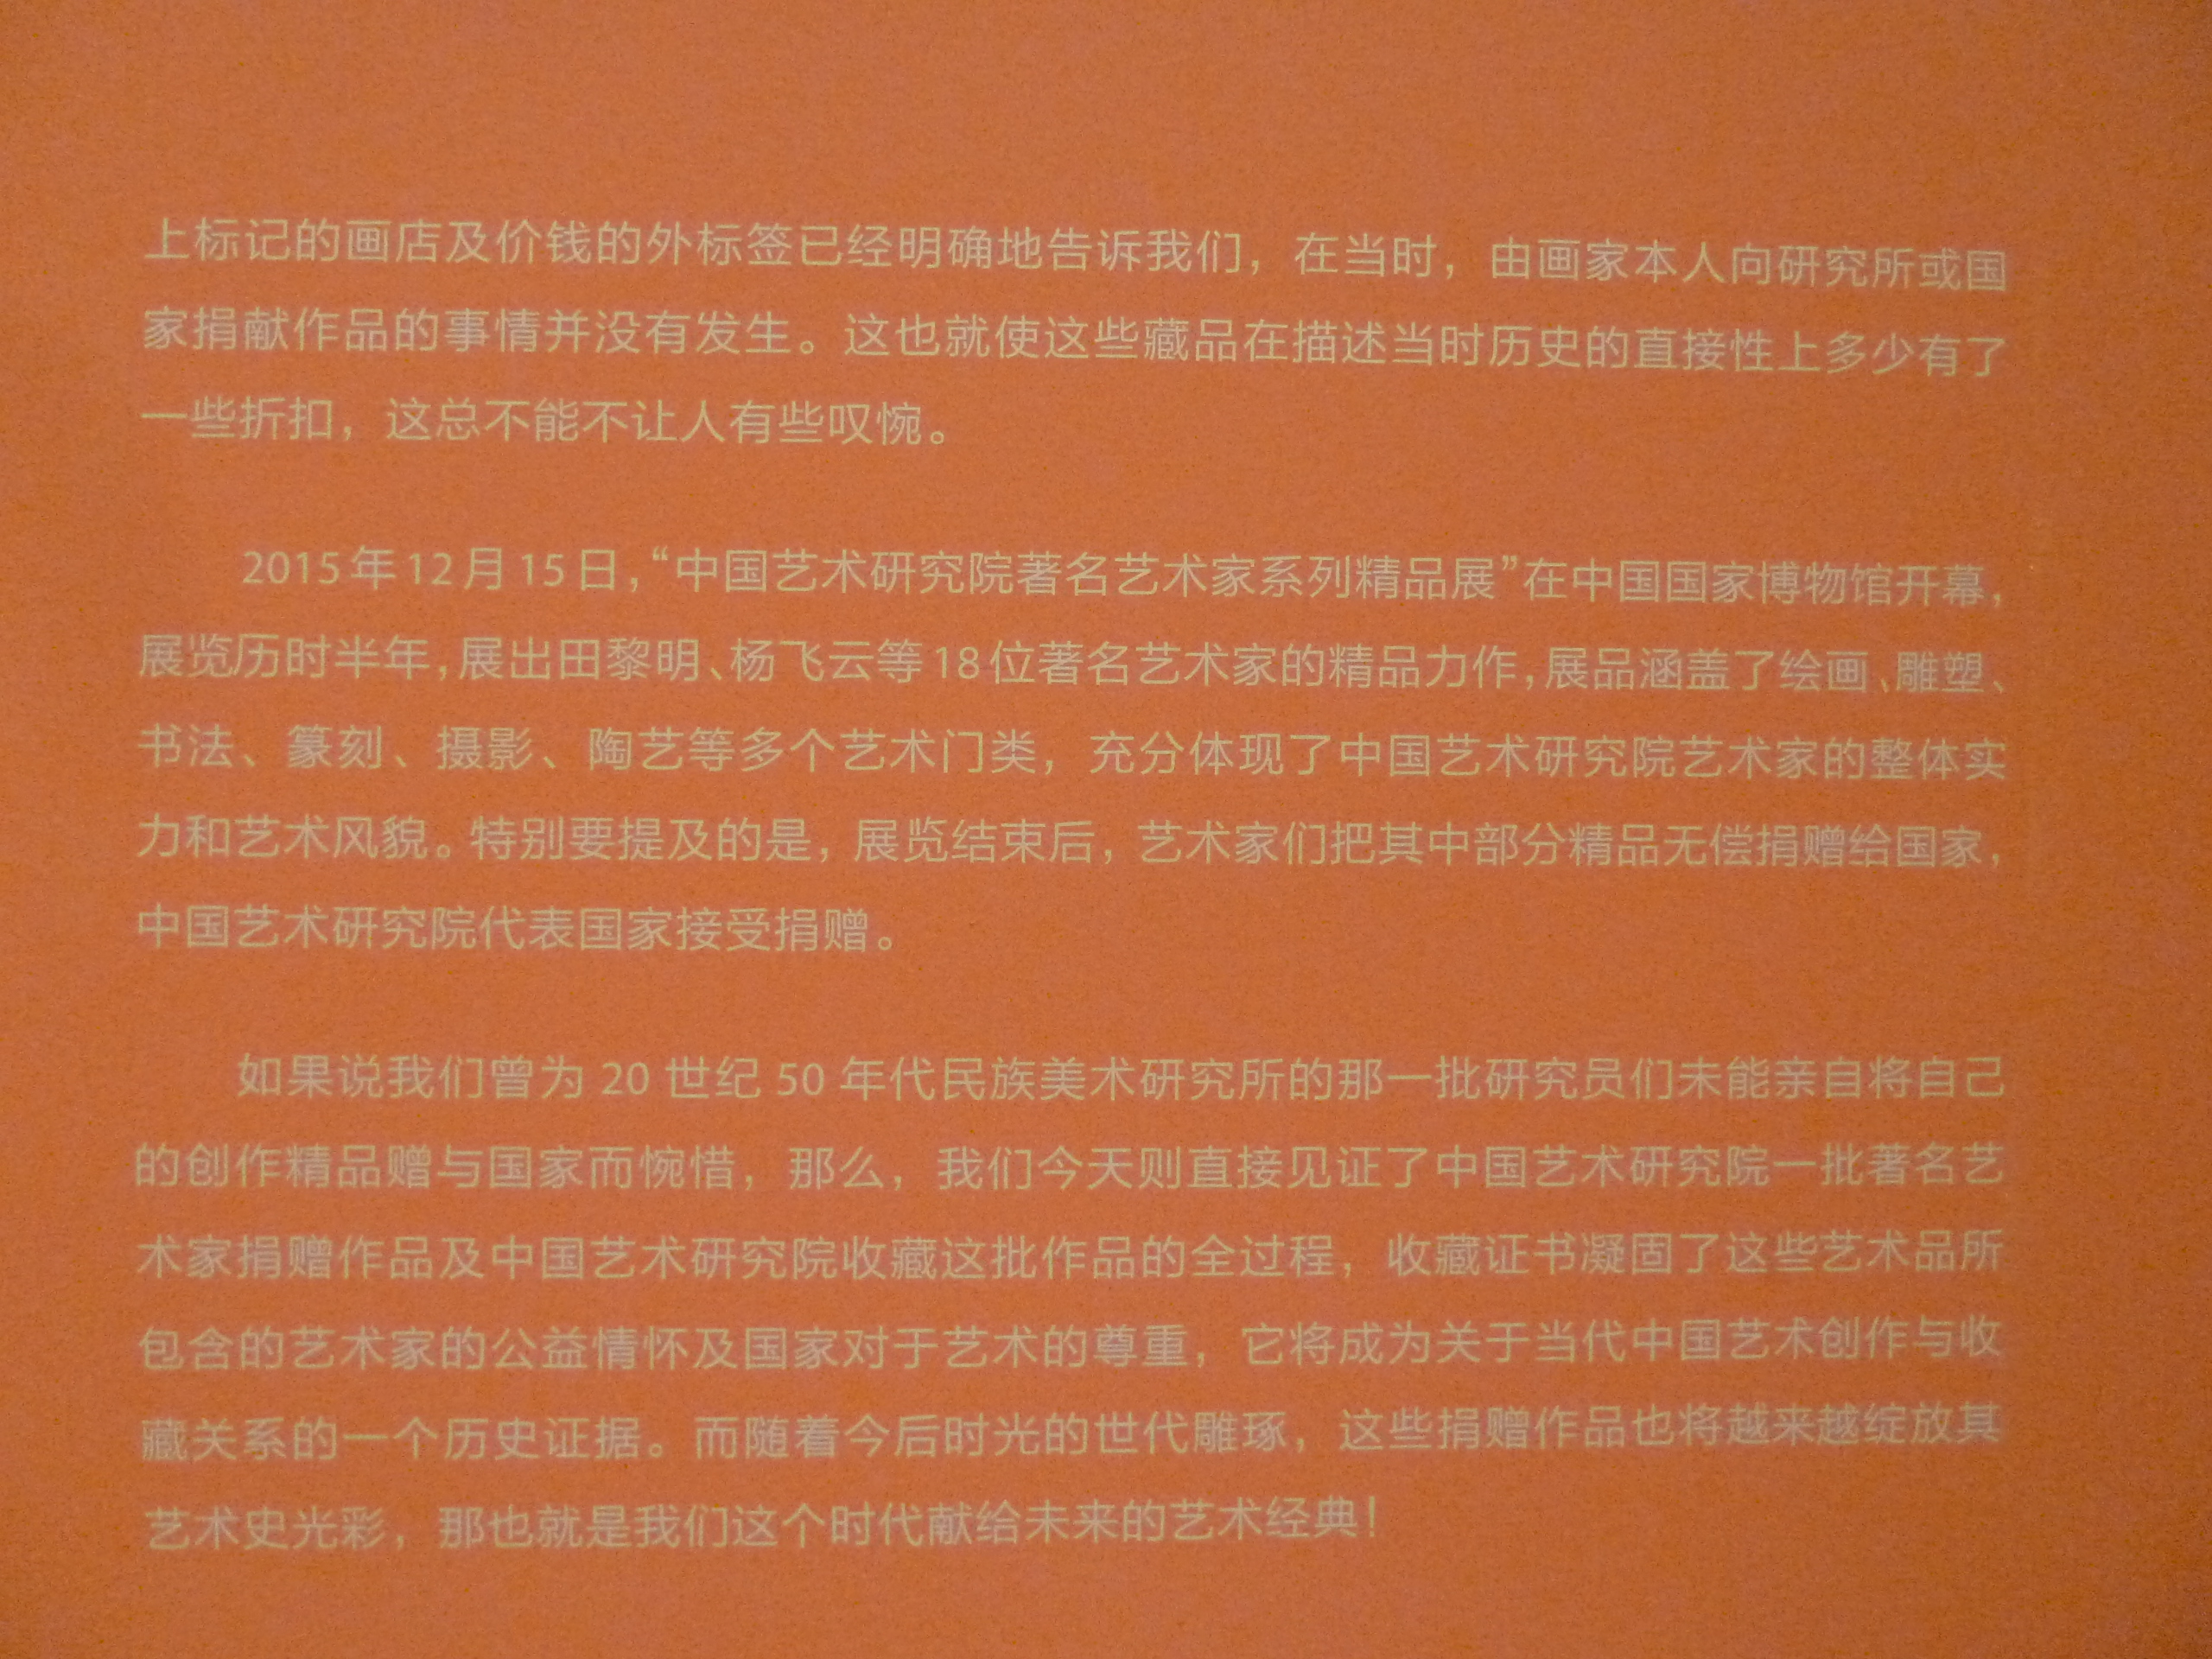 上标记的画店及价钱的外标签已经明确地告诉我们，在当时，由画家本人向研究所或国
家捐献作品的事情并没有发生。这也就使这些藏品在描述当时历史的直接性上多少有了
一些折扣，这总不能不让人有些叹惋。
2015年12月15日，“中国艺术研究院著名艺术家系列精品展”在中国国家博物馆开幕，
展览历时半年，展出田黎明、杨飞云等18位著名艺术家的精品力作，展品涵盖了绘画、雕塑、
书法、篆刻、摄影、陶艺等多个艺术门类，充分体现了中国艺术研究院艺术家的整体实
力和艺术风貌。特别要提及的是，展览结束后，艺术家们把其中部分精品无偿捐赠给国家，
中国艺术研究院代表国家接受捐赠。
如果说我们曾为 20 世纪 50 年代民族美术研究所的那一批研究员们未能亲自将自己
的创作精品赠与国家而惋惜，那么，我们今天则直接见证了中国艺术研究院一批著名艺
术家捐赠作品及中国艺术研究院收藏这批作品的全过程，收藏证书凝固了这些艺术品所
包含的艺术家的公益情怀及国家对于艺术的尊重，它将成为关于当代中国艺术创作与收
藏关系的一个历史证据。而随着今后时光的世代雕琢，这些捐赠作品也将越来越绽放其
艺术史光彩，那也就是我们这个时代献给未来的艺术经典！